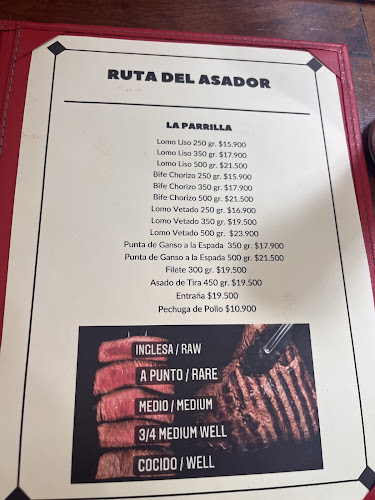 RUTA DEL ASADOR
LA PARRILLA
Lomo Liso 250 gr. $15.900
Lomo Liso 350 gr. $17.900
Lomo Liso 500 gr. $21.500
Bife Chorizo 250 gr. $15.900
Bife Chorizo 350 gr. $17.900
Bife Chorizo 500 gr. $21.500
Lomo Vetado 250 gr. $16.900
Lomo Vetado 350 gr. $19.500
Lomo Vetado 500 gr. $23.900
Punta de Ganso a la Espada 350 gr. $17.900
Punta de Ganso a la Espada 500 gr. $21.500
Filete 300 gr. $19.500
Asado de Tira 450 gr. $19.500
Entraña $19.500
Pechuga de Pollo $10.900
INGLESA / RAW
A PUNTO / RARE
MEDIO / MEDIUM
3/4 MEDIUM WELL
COCIDO / WELL